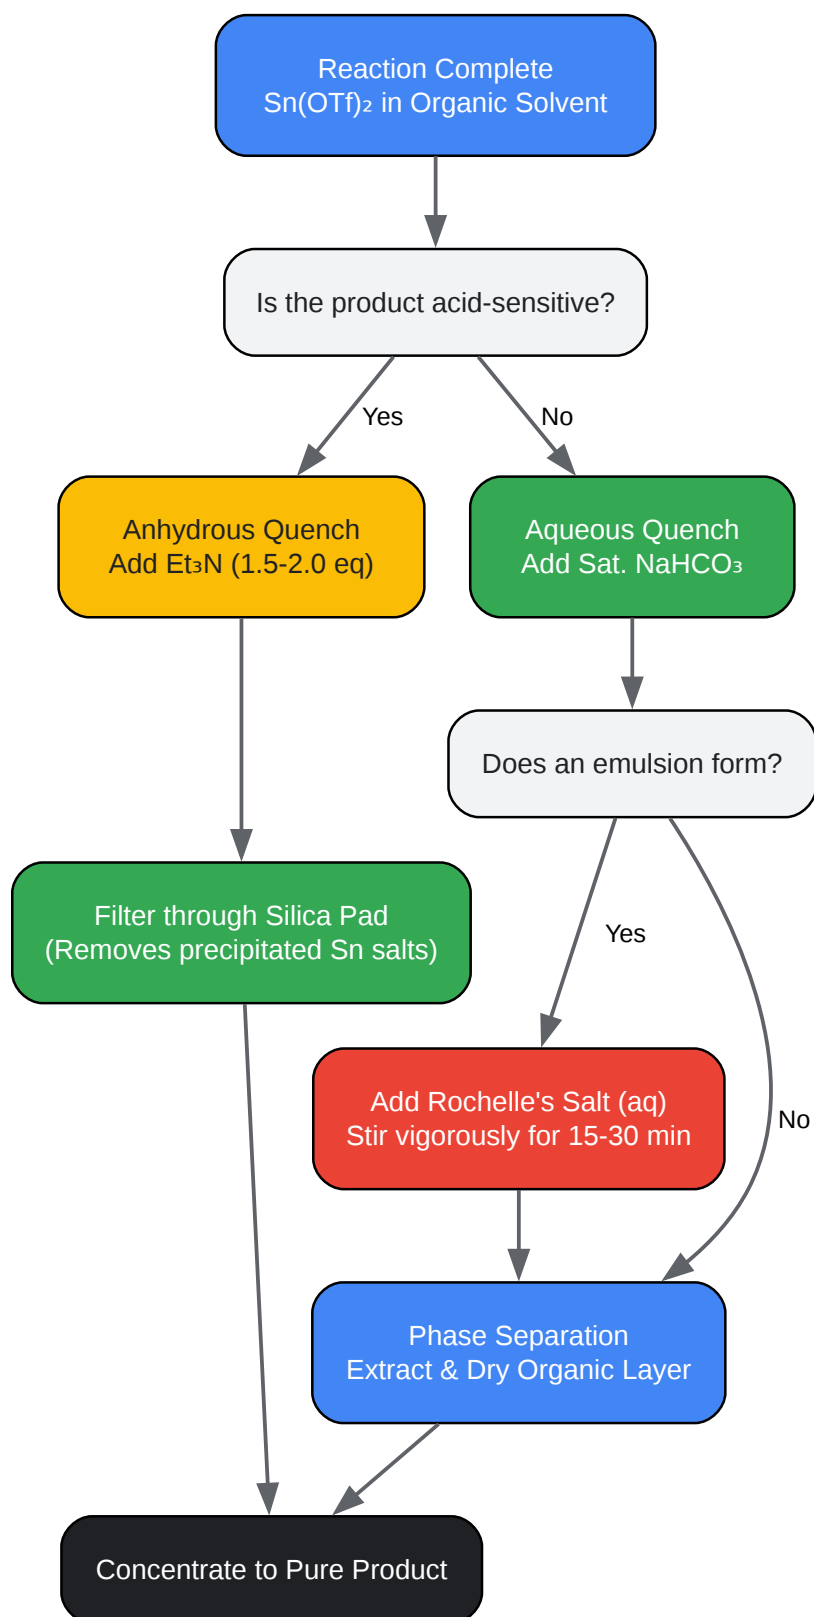 Reaction Complete
Sn(OTf)₂ in Organic Solvent
Is the product acid-sensitive?
Yes
No
Anhydrous Quench
Add Et₃N (1.5-2.0 eq)
Aqueous Quench
Add Sat. NaHCO₃
Does an emulsion form?
Filter through Silica Pad
(Removes precipitated Sn salts)
Yes
Add Rochelle's Salt (aq)
Stir vigorously for 15-30 min
No
Phase Separation
Extract & Dry Organic Layer
Concentrate to Pure Product